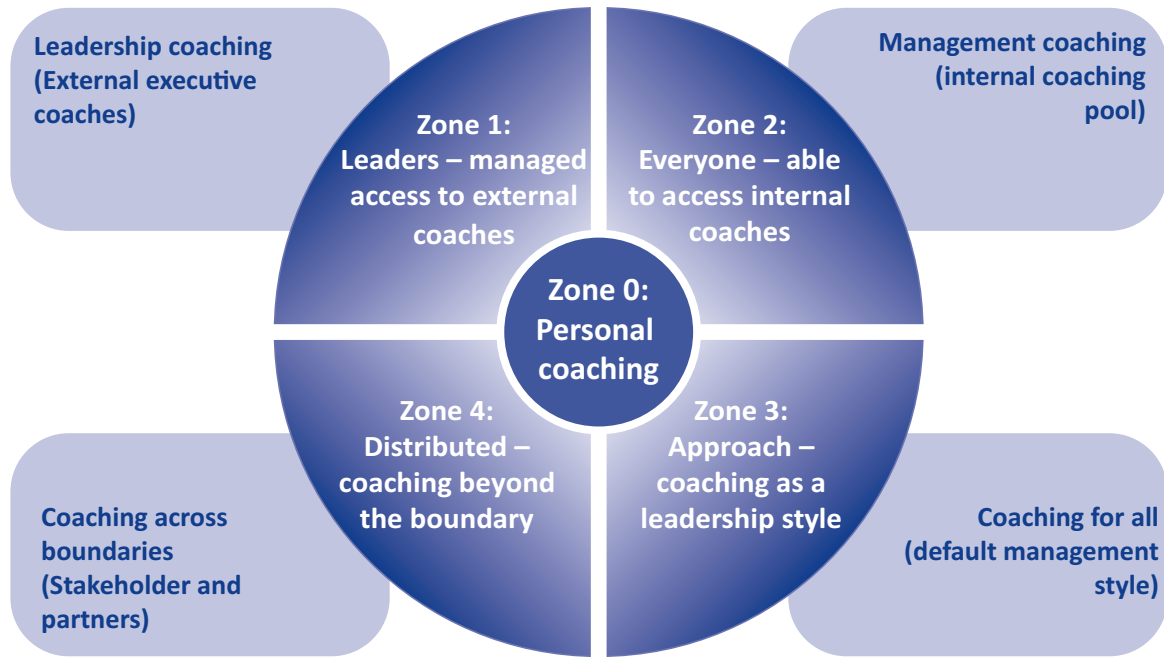 Leadership coaching
(External executive
coaches)
Management coaching
(internal coaching
pool)
Zone 1:
Leaders – managed
access to external
coaches
Zone 2:
Everyone – able
to access internal
coaches
Zone 0:
Personal
coaching
Zone 4:
Distributed –
coaching beyond
the boundary
Zone 3:
Approach –
coaching as a
leadership style
Coaching across
boundaries
(Stakeholder and
partners)
Coaching for all
(default management
style)